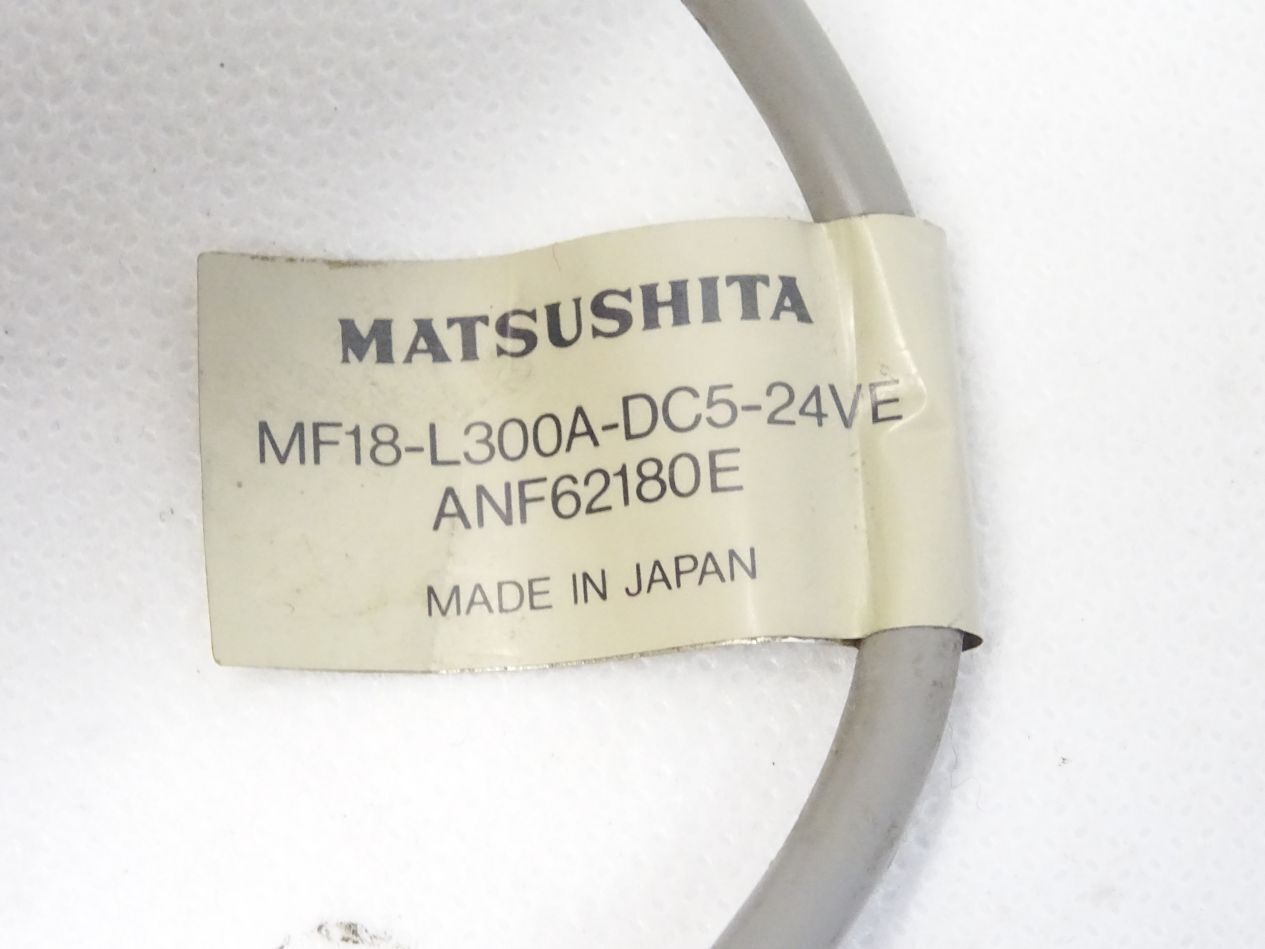 MATSUSHITA
MF18-L300A-DC5-24VE
ANF62180E
MADE IN JAPAN